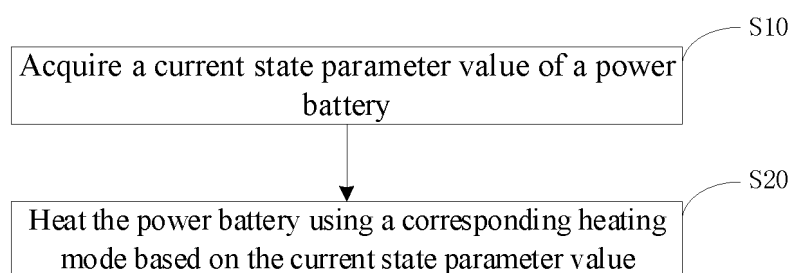 S10
Acquire a current state parameter value of a power
battery
S20
Heat the power battery using a corresponding heating
mode based on the current state parameter value